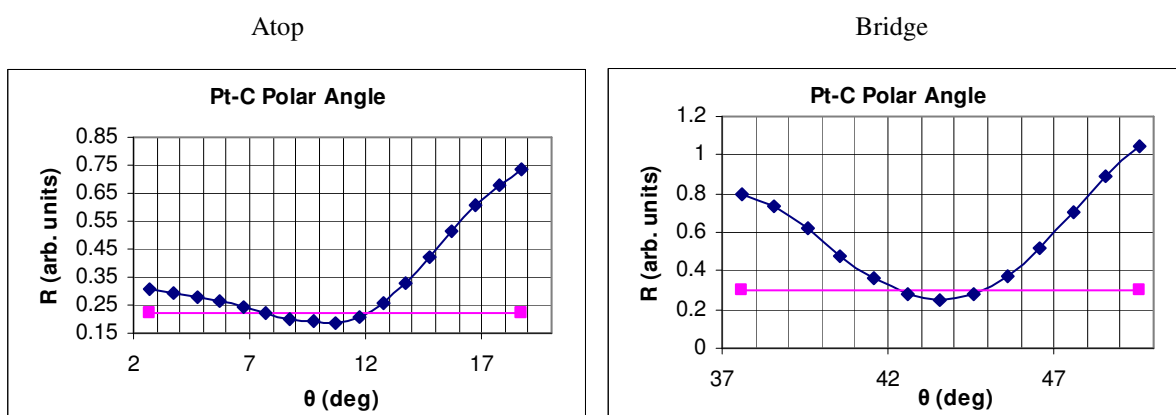 Atop
Bridge
Pt-C Polar Angle
R (arb. units)
0.85
0.75
0.65
0.55
0.45
0.35
0.25
0.15
2
7
12
17
θ (deg)
Pt-C Polar Angle
R (arb. units)
1.2
1
0.8
0.6
0.4
0.2
0
37
42
47
θ (deg)